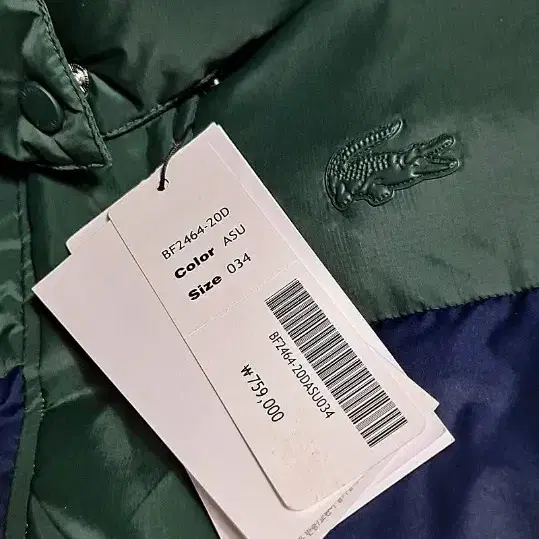 BF2464-20D
Color ASU
Size 034
BF2464-20DASU034
₩759,000